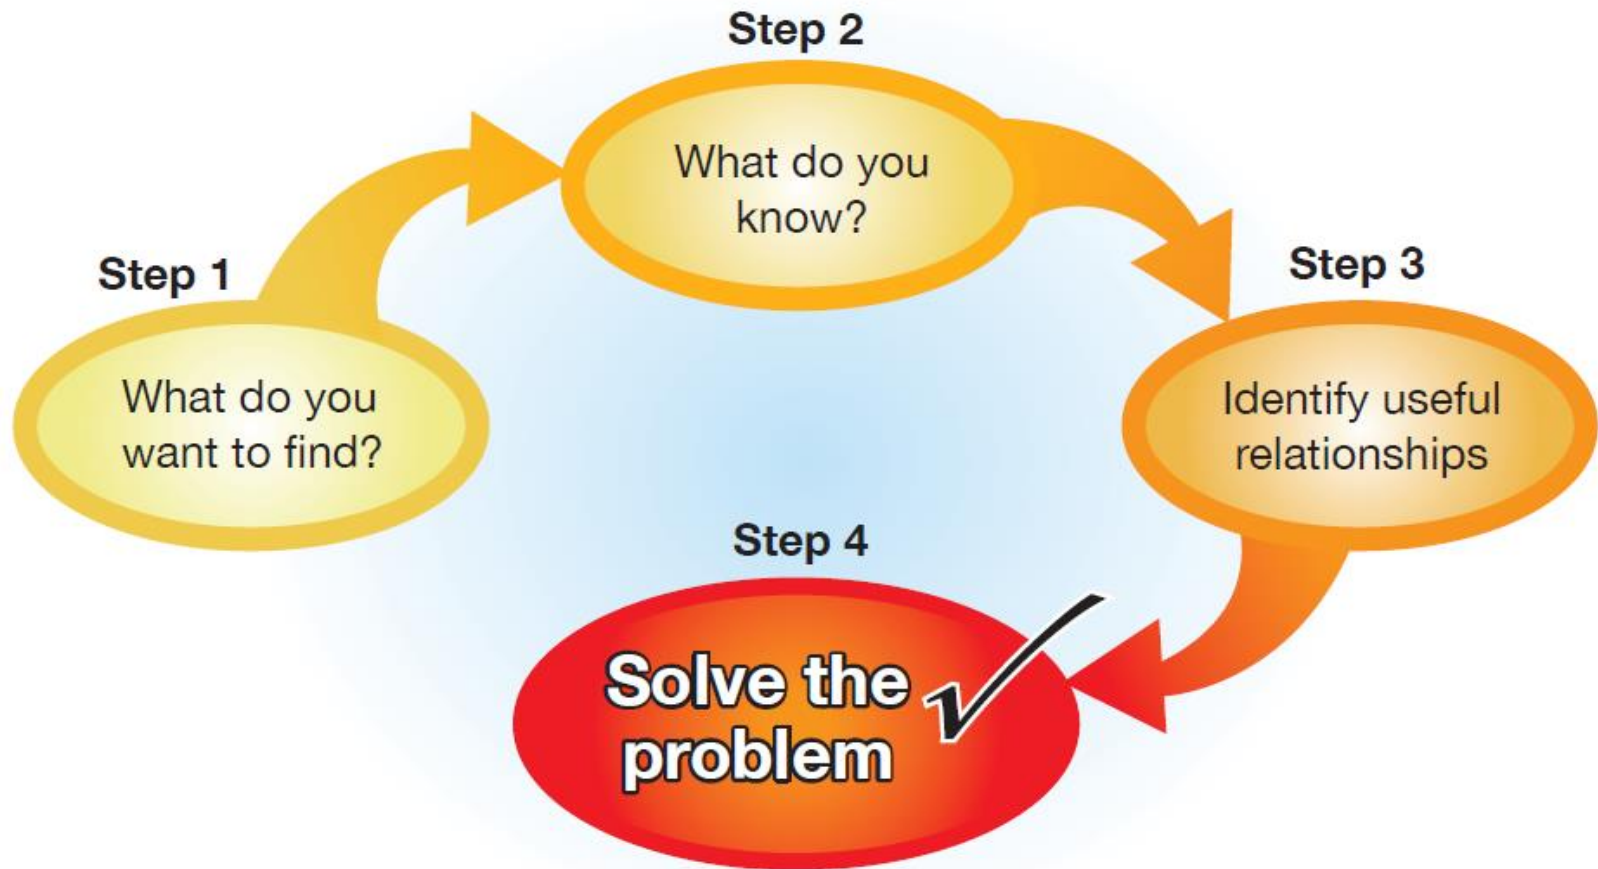 Step 1
What do you
want to find?
Step 2
What do you
know?
Step 3
Identify useful
relationships
Step 4
Solve the
problem